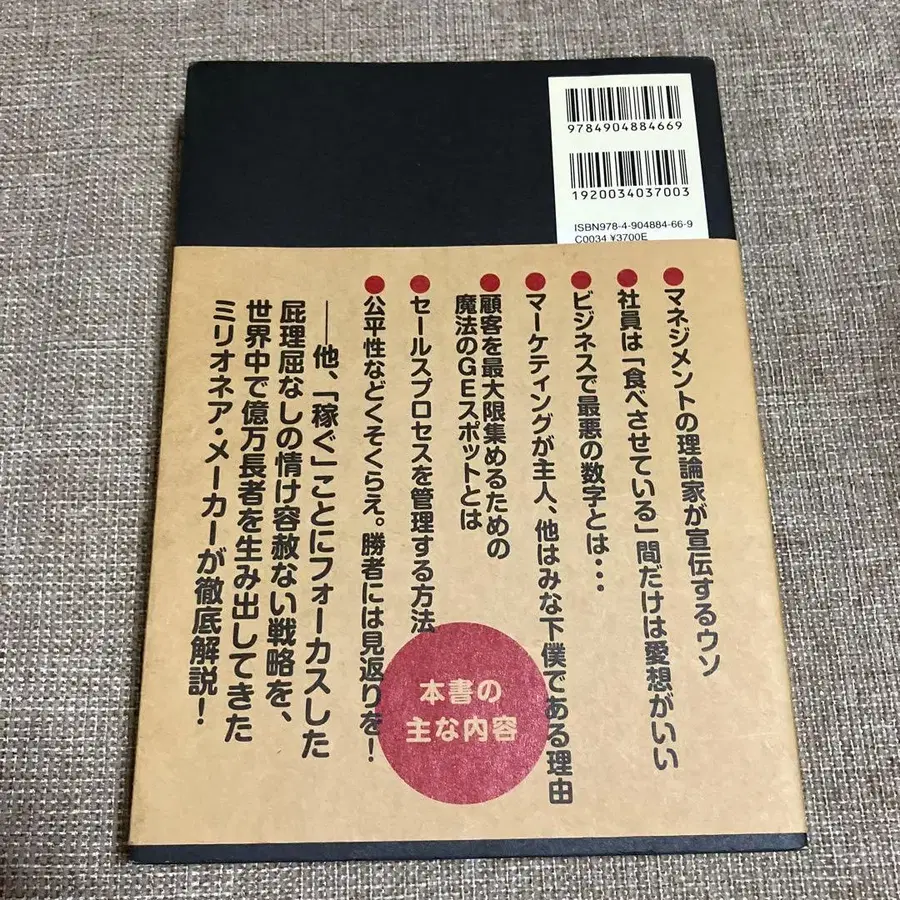 9784904884669
1920034037003
ISBN978-4-904884-66-9
C0034 ¥3700E
●マネジメントの理論家が宣伝するウソ
●社員は「食べさせている」間だけは愛想がいい
●ビジネスで最悪の数字とは・・・
●マーケティングが主人、他はみな下僕である理由
●顧客を最大限集めるための
魔法のGEスポットとは
●セールスプロセスを管理する方法
●公平性などくそくらえ。勝者には見返りを!
――他、「稼ぐ」ことにフォーカスした
屁理屈なしの情け容赦ない戦略を、
世界中で億万長者を生み出してきた
ミリオネア・メーカーが徹底解説!
本書の
主な内容